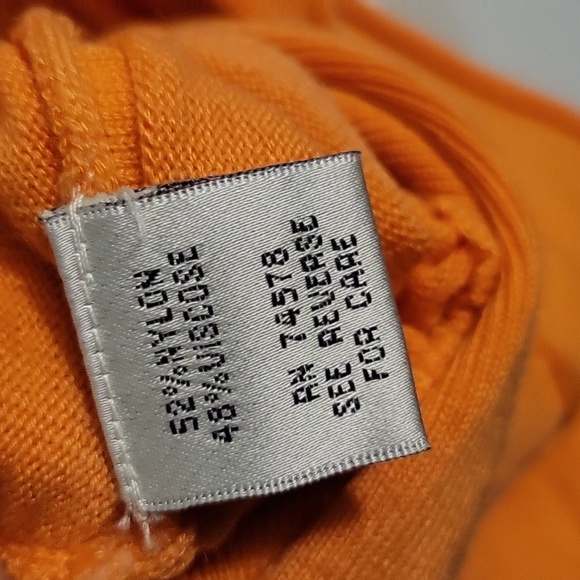 52% NYLON
48% VISCOSE
RN 74578
SEE REVERSE
FOR CARE